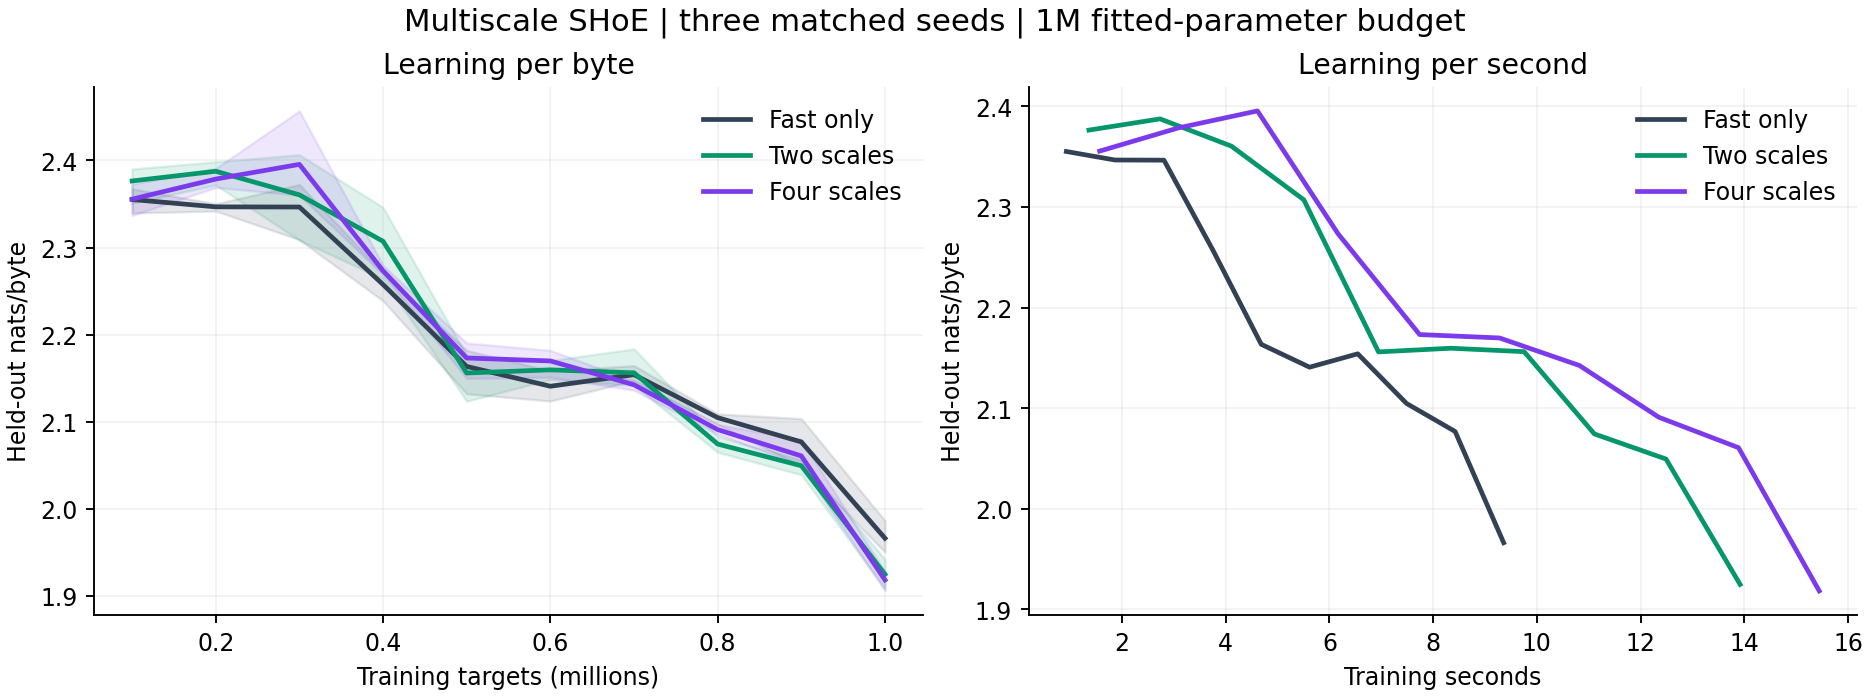 Multiscale SHoE | three matched seeds | 1M fitted-parameter budget
Learning per byte
Held-out nats/byte
2.4
2.3
2.2
2.1
2.0
1.9
Fast only
Two scales
Four scales
0.2
0.4
0.6
0.8
1.0
Training targets (millions)
Learning per second
Held-out nats/byte
2.4
2.3
2.2
2.1
2.0
1.9
Fast only
Two scales
Four scales
2
4
6
8
10
12
14
16
Training seconds